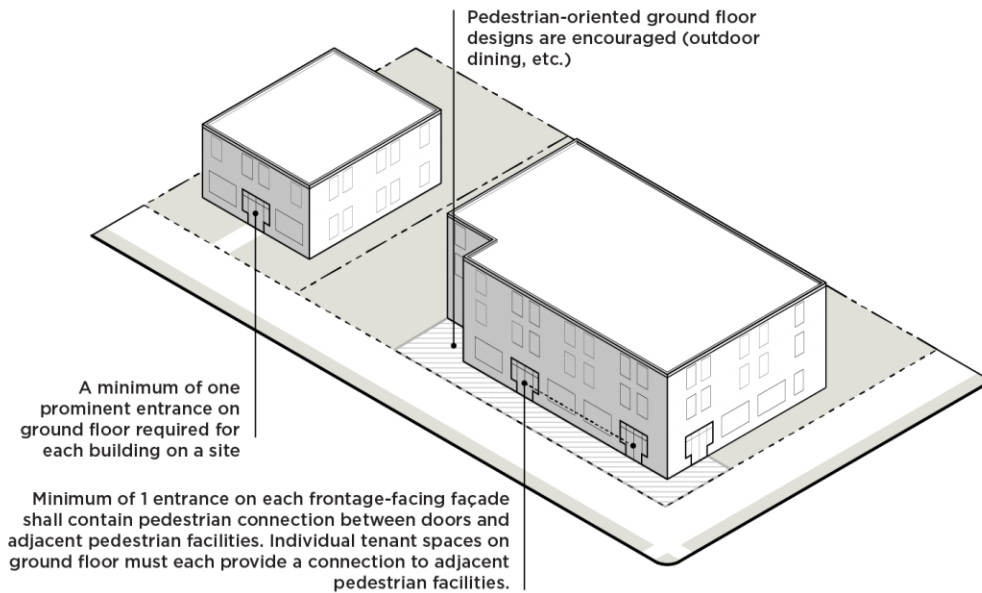 Pedestrian-oriented ground floor
designs are encouraged (outdoor
dining, etc.)
A minimum of one
prominent entrance on
ground floor required for
each building on a site
Minimum of 1 entrance on each frontage-facing façade
shall contain pedestrian connection between doors and
adjacent pedestrian facilities. Individual tenant spaces on
ground floor must each provide a connection to adjacent
pedestrian facilities.